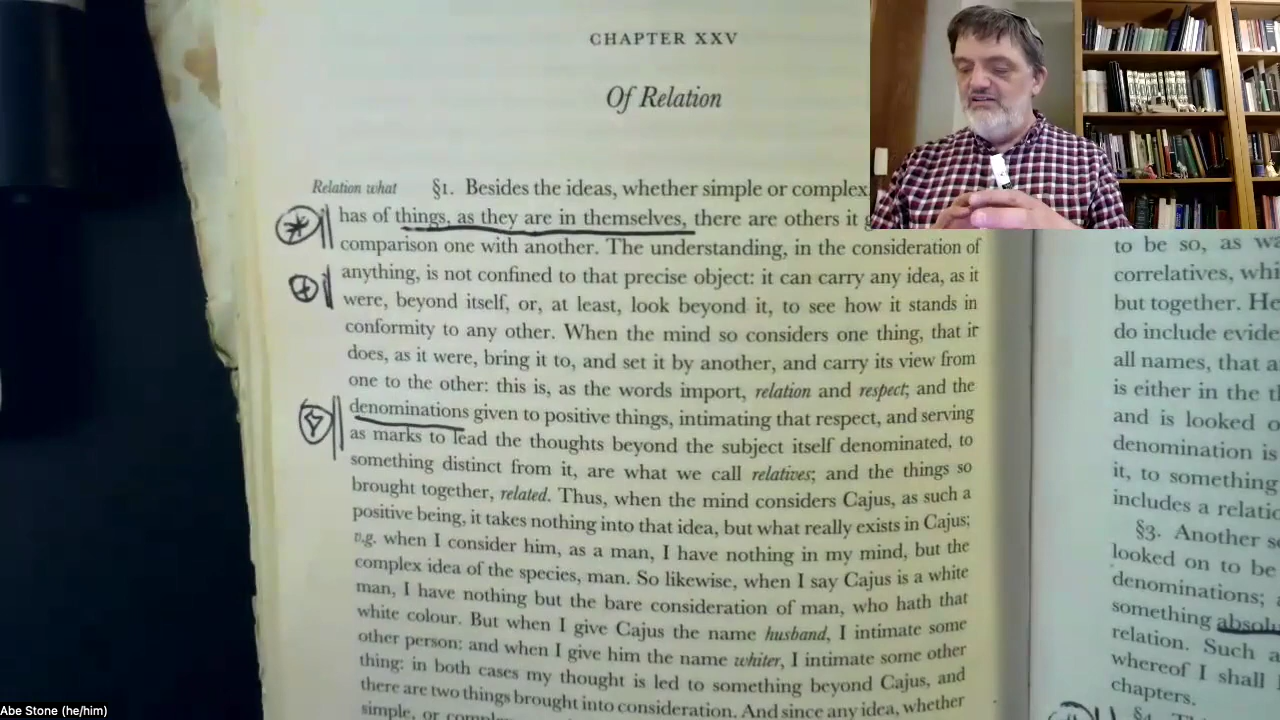 CHAPTER XXV
Of Relation
Relation what §1. Besides the ideas, whether simple or complex
has of things, as they are in themselves, there are others it
comparison one with another. The understanding, in the consideration of
anything, is not confined to that precise object: it can carry any idea, as it
were, beyond itself, or, at least, look beyond it, to see how it stands in
conformity to any other. When the mind so considers one thing, that it
does, as it were, bring it to, and set it by another, and carry its view from
one to the other: this is, as the words import, relation and respect; and the
denominations given to positive things, intimating that respect, and serving
as marks to lead the thoughts beyond the subject itself denominated, to
something distinct from it, are what we call relatives; and the things so
brought together, related. Thus, when the mind considers Cajus, as such a
positive being, it takes nothing into that idea, but what really exists in Cajus;
v.g. when I consider him, as a man, I have nothing in my mind, but the
complex idea of the species, man. So likewise, when I say Cajus is a white
man, I have nothing but the bare consideration of man, who hath that
white colour. But when I give Cajus the name husband, I intimate some
other person; and when I give him the name whiter, I intimate some other
thing: in both cases my thought is led to something beyond Cajus, and
there are two things brought into consideration. And since any idea, whether
simple, or
to be so, as
correlatives,
but together.
do include
all names, that
is either in the
and is looked
denomination is
it, to something
includes a
§3. Another
looked on to be
denominations;
something
relation. Such
whereof I shall
chapters.
§4.
Abe Stone (he/him)